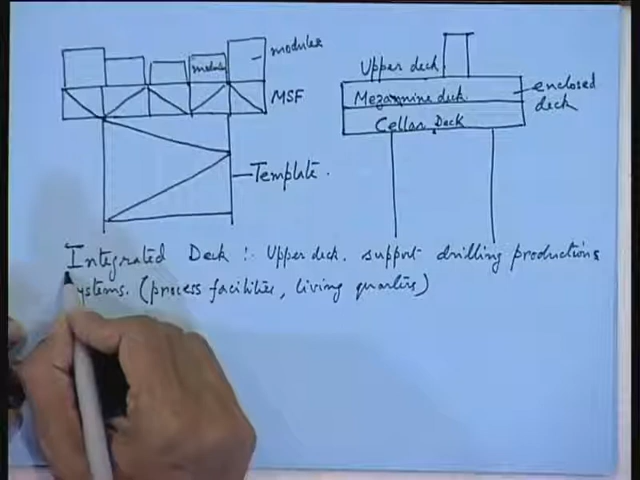 modules
module
MSF
Template.
Upper deck
Mezannine deck
Cellar Deck
enclosed
deck
Integrated Deck :- Upper deck. support drilling productions
systems. (process facilities, living quarters)